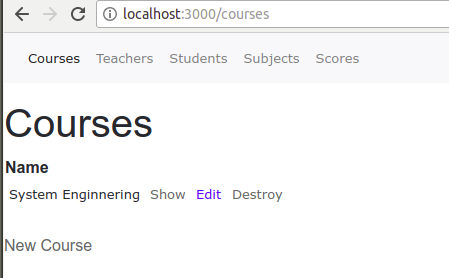 localhost:3000/courses
Courses Teachers Students Subjects Scores
Courses
Name
System Enginnering Show Edit Destroy
New Course